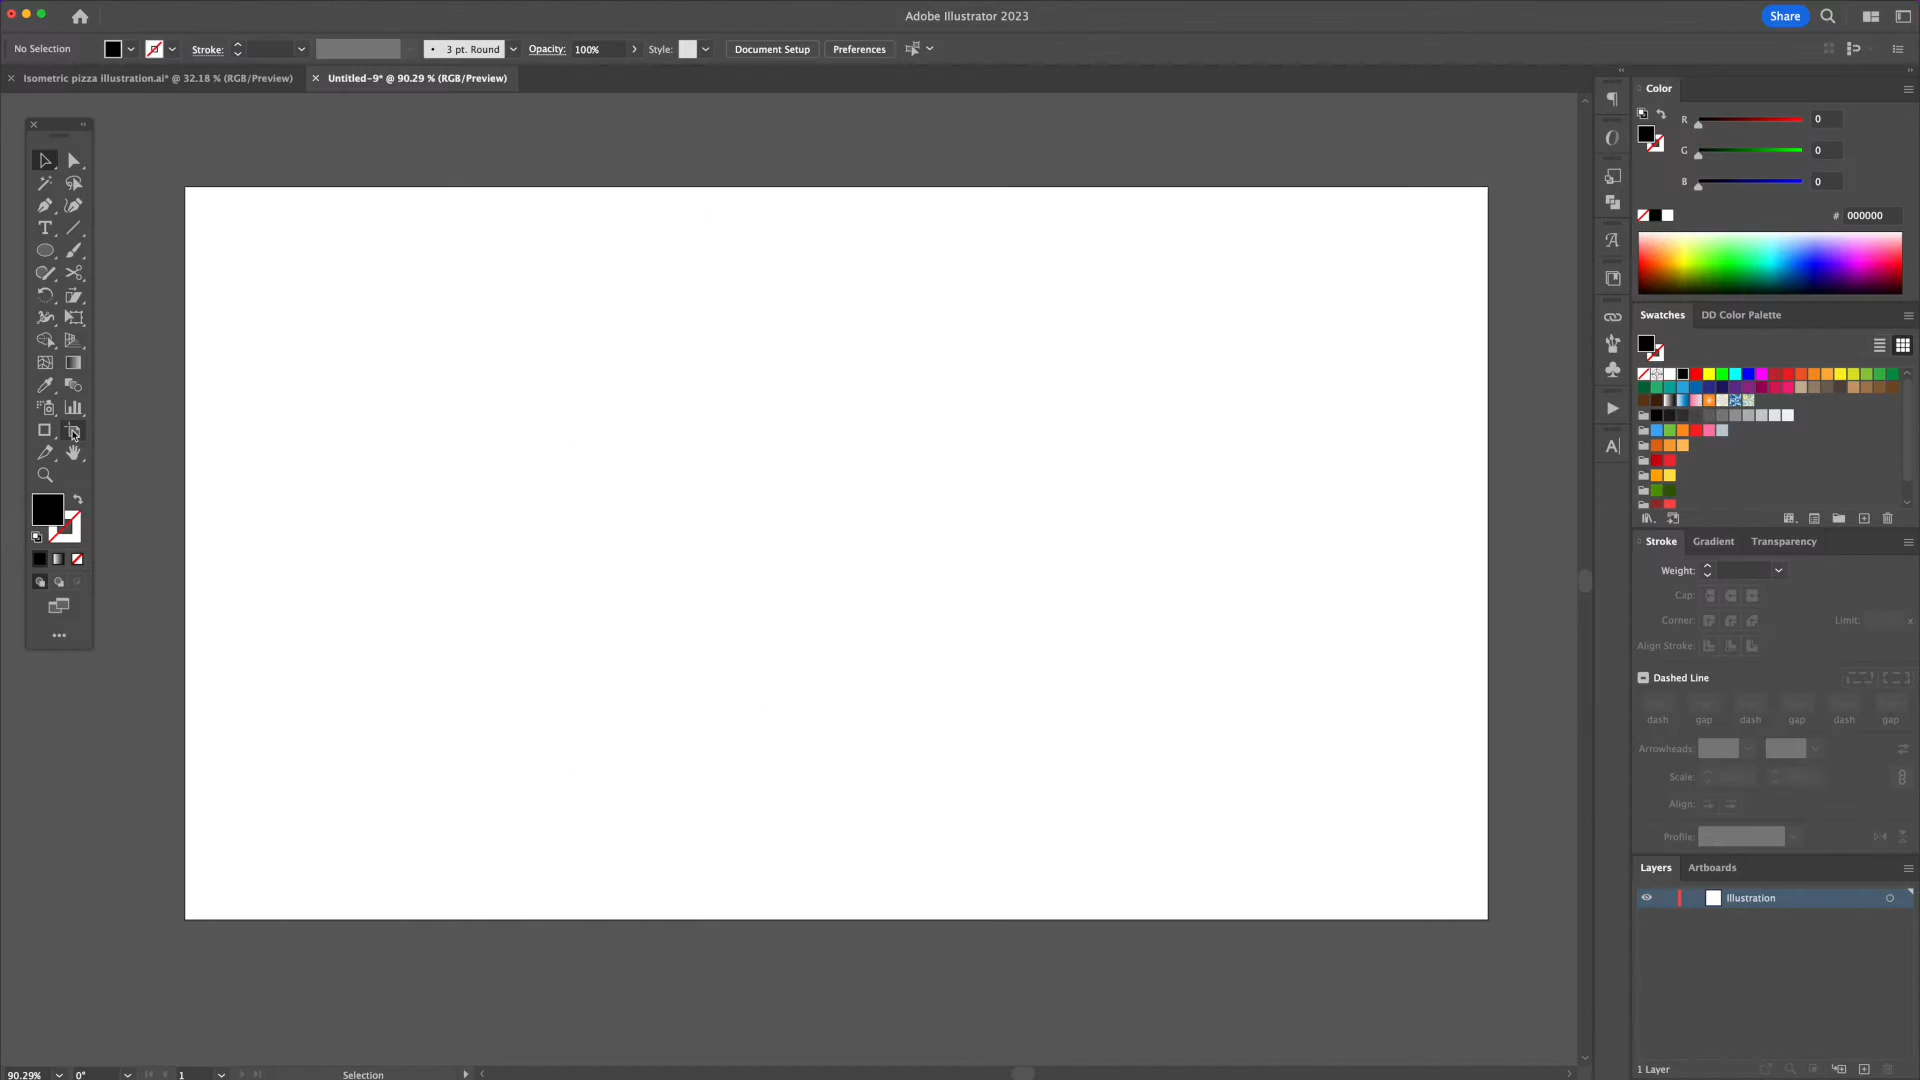 Adobe Illustrator 2023
Share
No Selection
Stroke:
3 pt. Round
Opacity: 100%
Style:
Document Setup
Preferences
Isometric pizza illustration.ai* @ 32.18 % (RGB/Preview)
Untitled-9* @ 90.29 % (RGB/Preview)
Color
R 0
G 0
B 0
# 000000
Swatches
DD Color Palette
Stroke
Gradient
Transparency
Weight:
Cap:
Corner:
Limit:
x
Align Stroke:
Dashed Line
dash gap dash gap dash gap
Arrowheads:
Scale:
Align:
Profile:
Layers
Artboards
Illustration
1 Layer
90.29%
0°
1
Selection